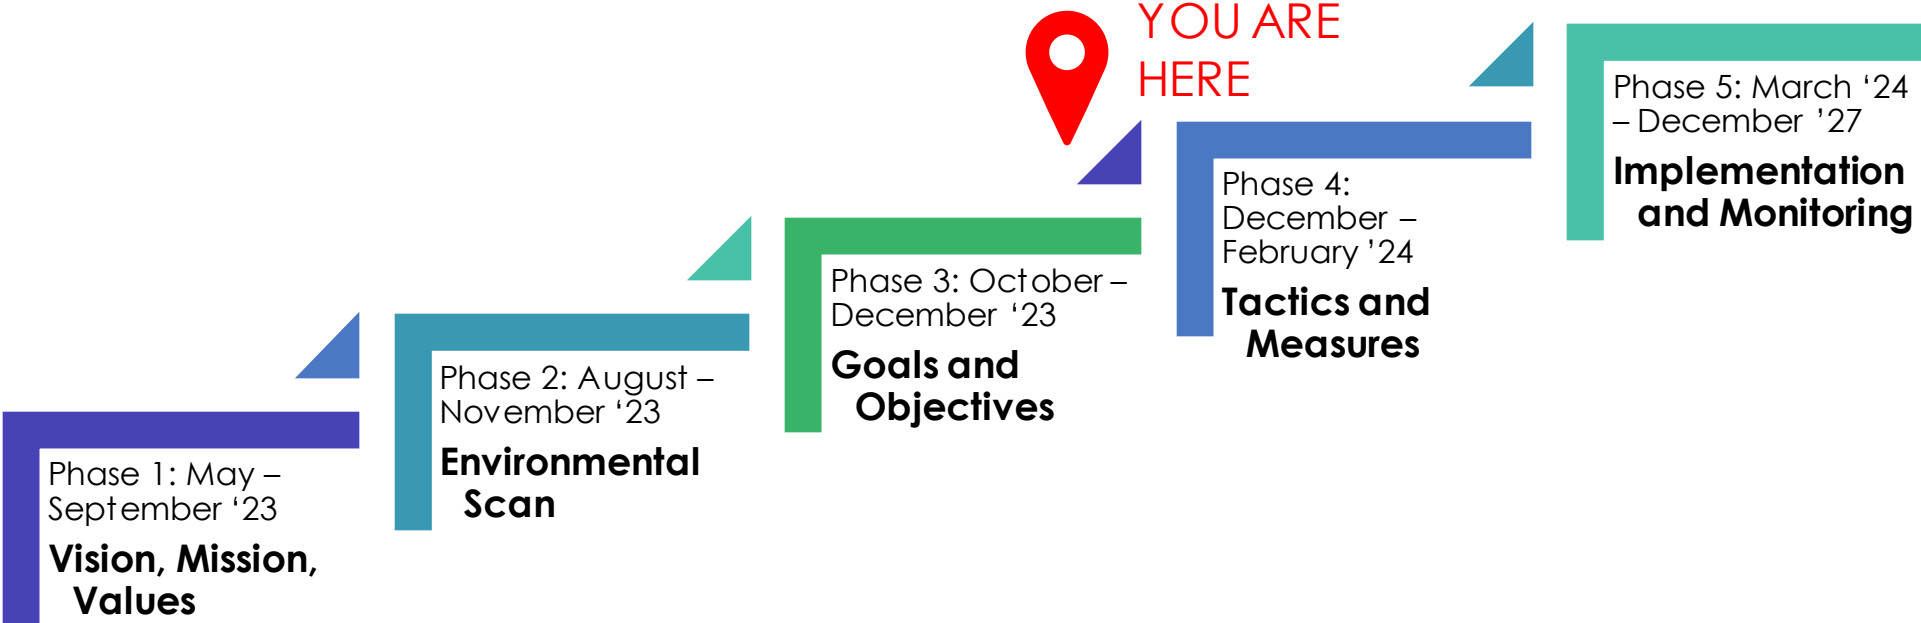 YOU ARE
HERE
Phase 1: May –
September ‘23
Vision, Mission,
Values
Phase 2: August –
November ‘23
Environmental
Scan
Phase 3: October –
December ‘23
Goals and
Objectives
Phase 4:
December –
February ’24
Tactics and
Measures
Phase 5: March ‘24
– December ’27
Implementation
and Monitoring